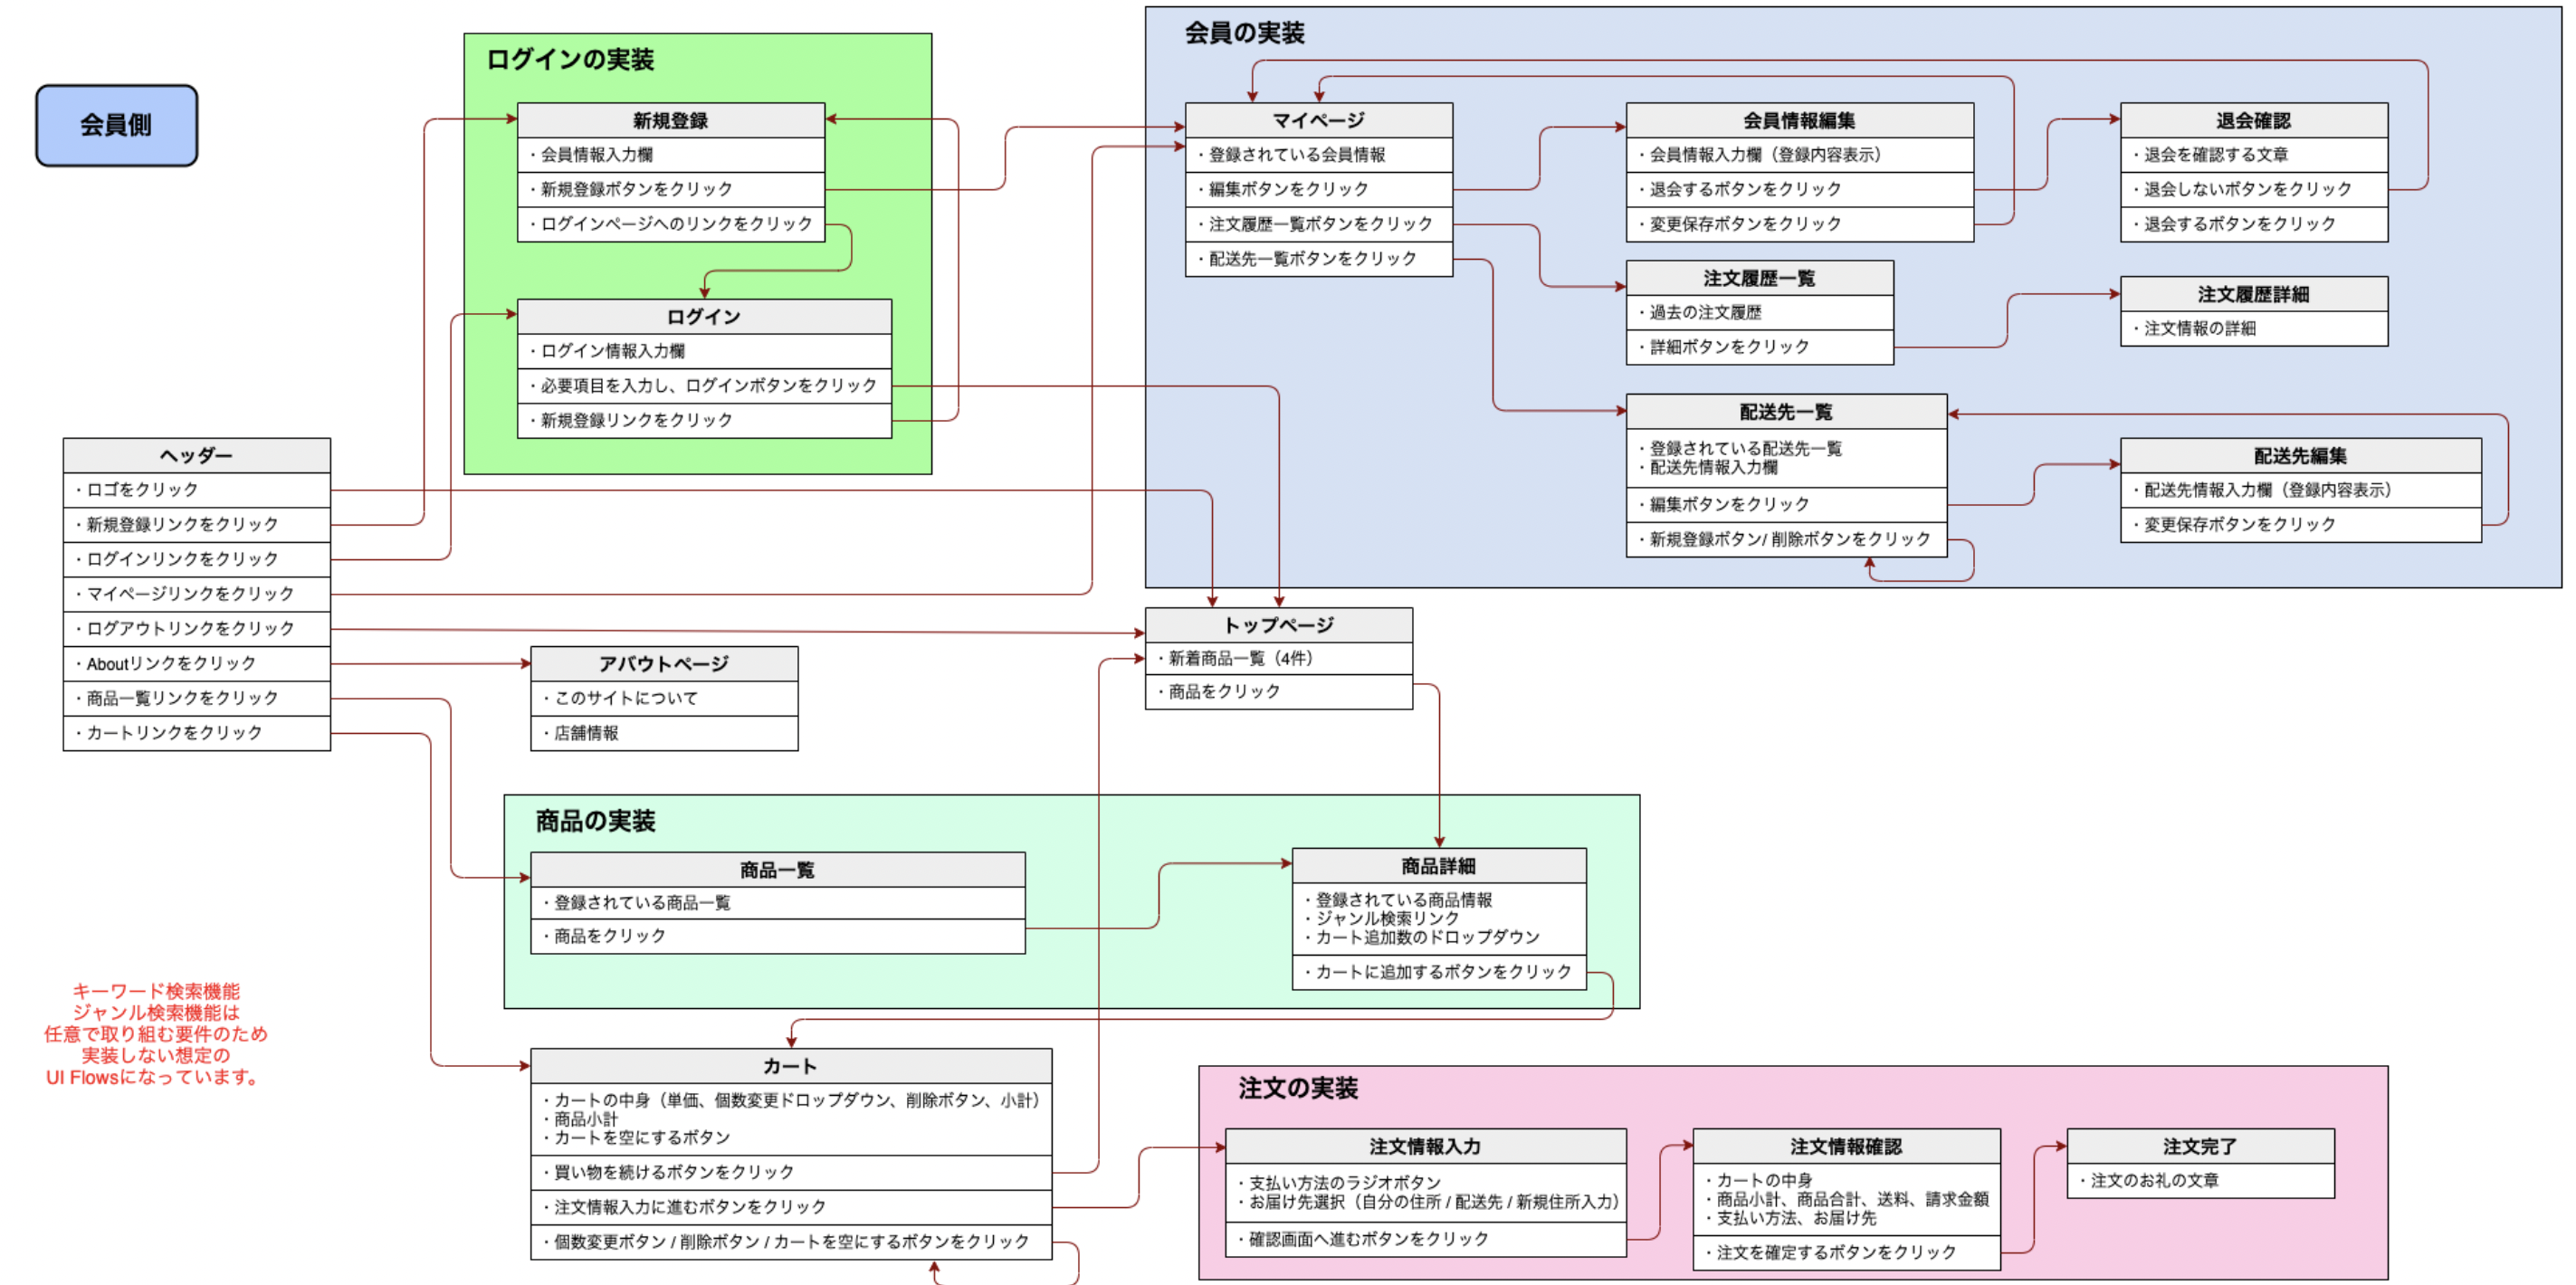 会員側
ログインの実装
新規登録
・会員情報入力欄
・新規登録ボタンをクリック
・ログインページへのリンクをクリック
ログイン
・ログイン情報入力欄
・必要項目を入力し、ログインボタンをクリック
・新規登録リンクをクリック
会員の実装
マイページ
・登録されている会員情報
・編集ボタンをクリック
・注文履歴一覧ボタンをクリック
・配送先一覧ボタンをクリック
会員情報編集
・会員情報入力欄（登録内容表示）
・退会するボタンをクリック
・変更保存ボタンをクリック
退会確認
・退会を確認する文章
・退会しないボタンをクリック
・退会するボタンをクリック
注文履歴一覧
・過去の注文履歴
・詳細ボタンをクリック
注文履歴詳細
・注文情報の詳細
配送先一覧
・登録されている配送先一覧
・配送先情報入力欄
・編集ボタンをクリック
・新規登録ボタン/ 削除ボタンをクリック
配送先編集
・配送先情報入力欄（登録内容表示）
・変更保存ボタンをクリック
ヘッダー
・ロゴをクリック
・新規登録リンクをクリック
・ログインリンクをクリック
・マイページリンクをクリック
・ログアウトリンクをクリック
・Aboutリンクをクリック
・商品一覧リンクをクリック
・カートリンクをクリック
アバウトページ
・このサイトについて
・店舗情報
トップページ
・新着商品一覧（4件）
・商品をクリック
商品の実装
商品一覧
・登録されている商品一覧
・商品をクリック
商品詳細
・登録されている商品情報
・ジャンル検索リンク
・カート追加数のドロップダウン
・カートに追加するボタンをクリック
キーワード検索機能
ジャンル検索機能は
任意で取り組む要件のため
実装しない想定の
UI Flowsになっています。
カート
・カートの中身（単価、個数変更ドロップダウン、削除ボタン、小計）
・商品小計
・カートを空にするボタン
・買い物を続けるボタンをクリック
・注文情報入力に進むボタンをクリック
・個数変更ボタン / 削除ボタン / カートを空にするボタンをクリック
注文の実装
注文情報入力
・支払い方法のラジオボタン
・お届け先選択（自分の住所 / 配送先 / 新規住所入力）
・確認画面へ進むボタンをクリック
注文情報確認
・カートの中身
・商品小計、商品合計、送料、請求金額
・支払い方法、お届け先
・注文を確定するボタンをクリック
注文完了
・注文のお礼の文章